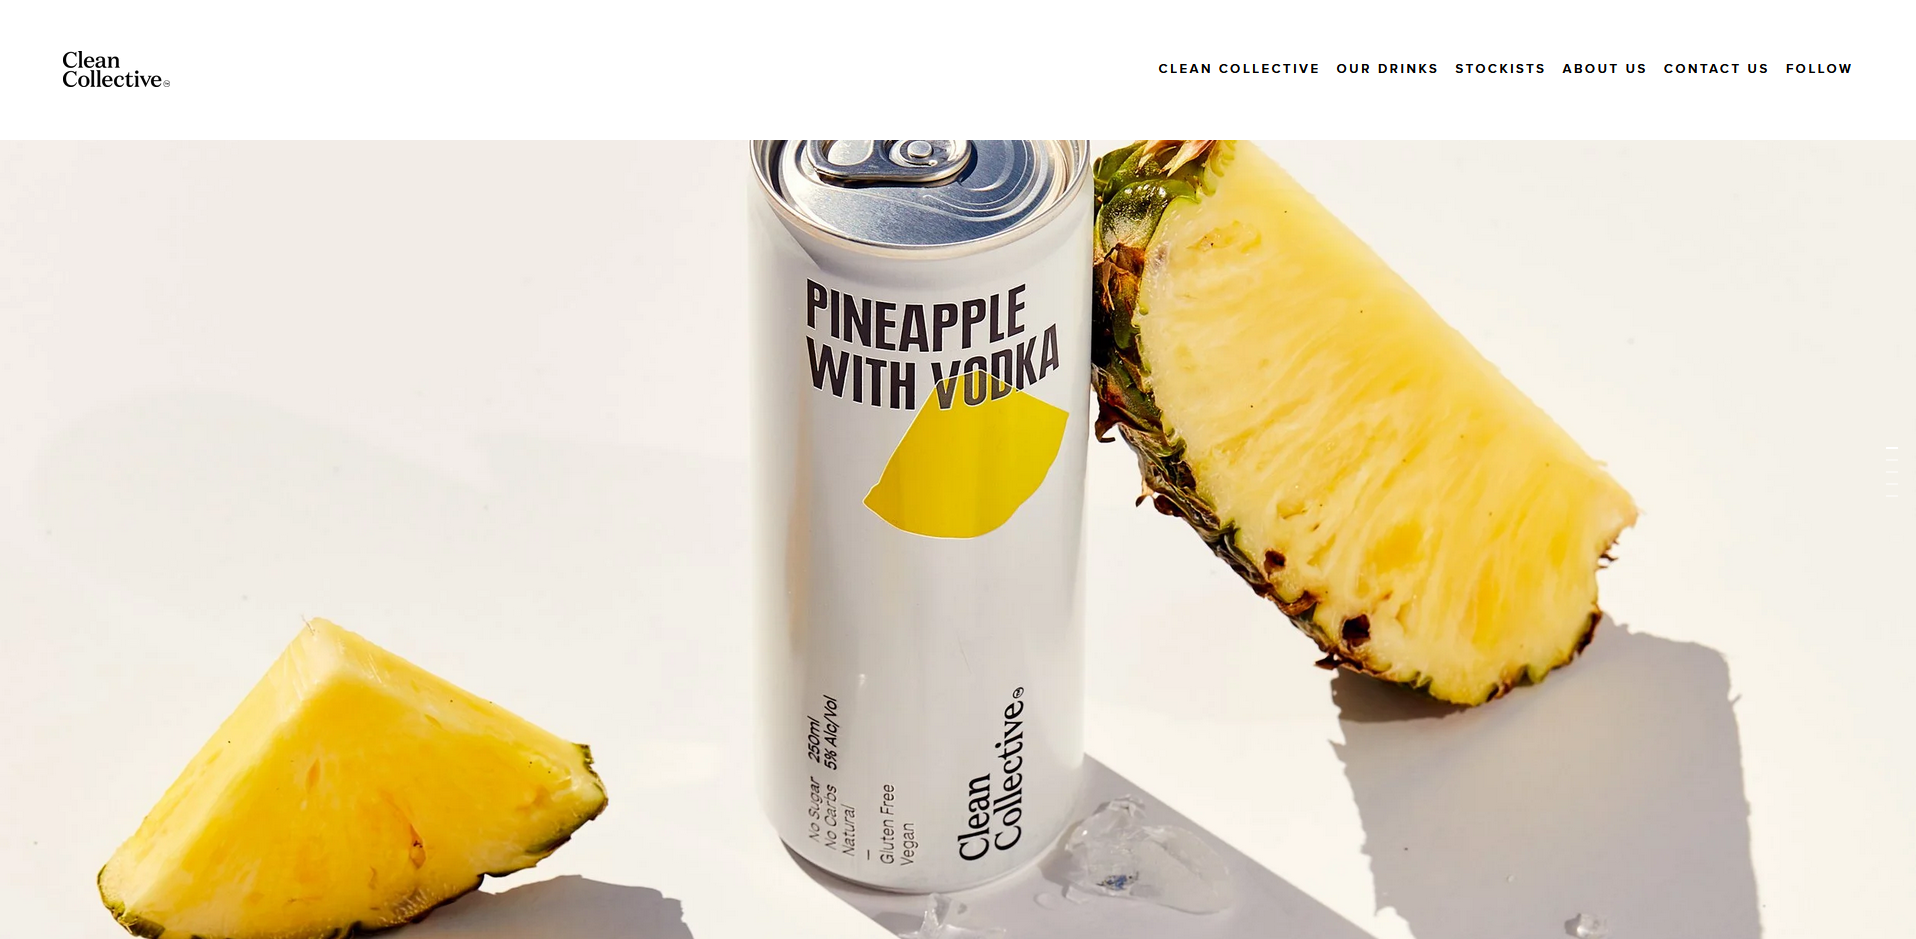 Clean
Collective
CLEAN COLLECTIVE OUR DRINKS STOCKISTS ABOUT US CONTACT US FOLLOW
PINEAPPLE
WITH VODKA
No Sugar 250ml
No Carbs 5% Alc/Vol
Natural
–
Gluten Free
Vegan
Clean
Collective